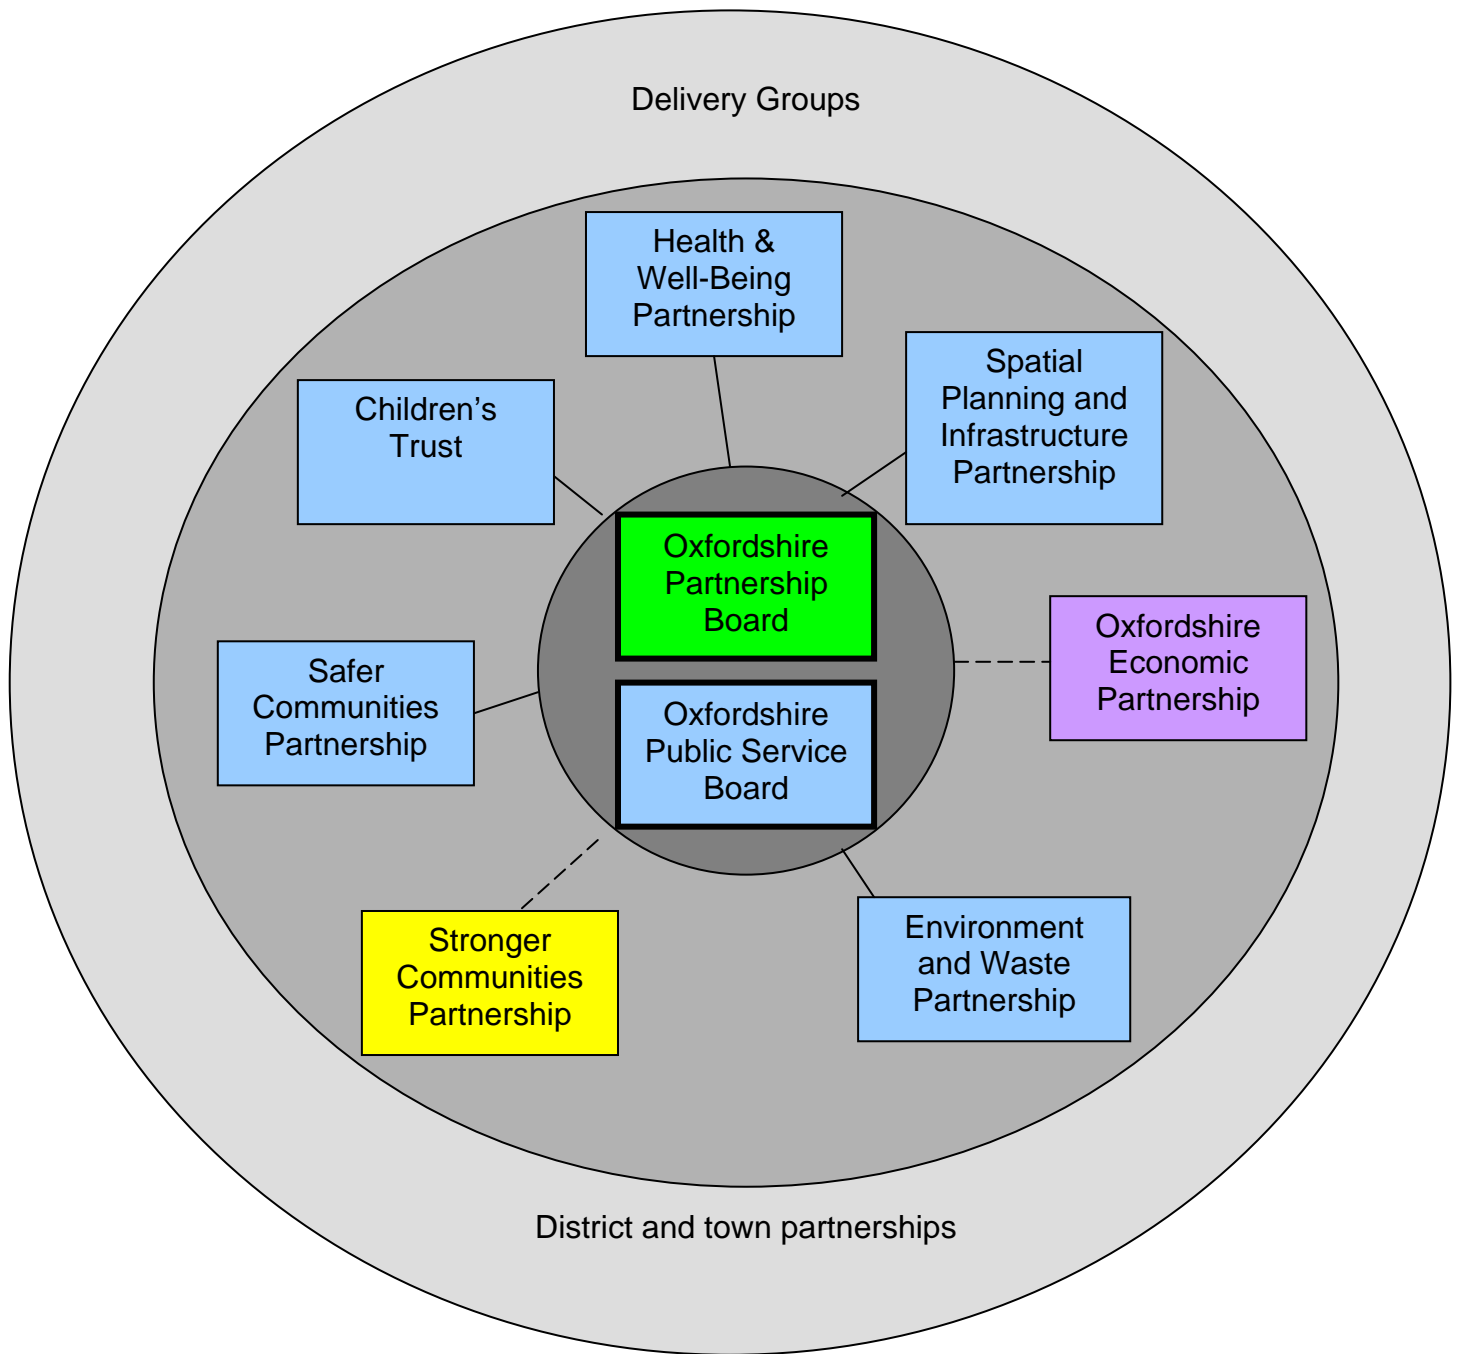 Delivery Groups
Health &
Well-Being
Partnership
Spatial
Planning and
Infrastructure
Partnership
Children’s
Trust
Oxfordshire
Partnership
Board
Oxfordshire
Economic
Partnership
Safer
Communities
Partnership
Oxfordshire
Public Service
Board
Stronger
Communities
Partnership
Environment
and Waste
Partnership
District and town partnerships